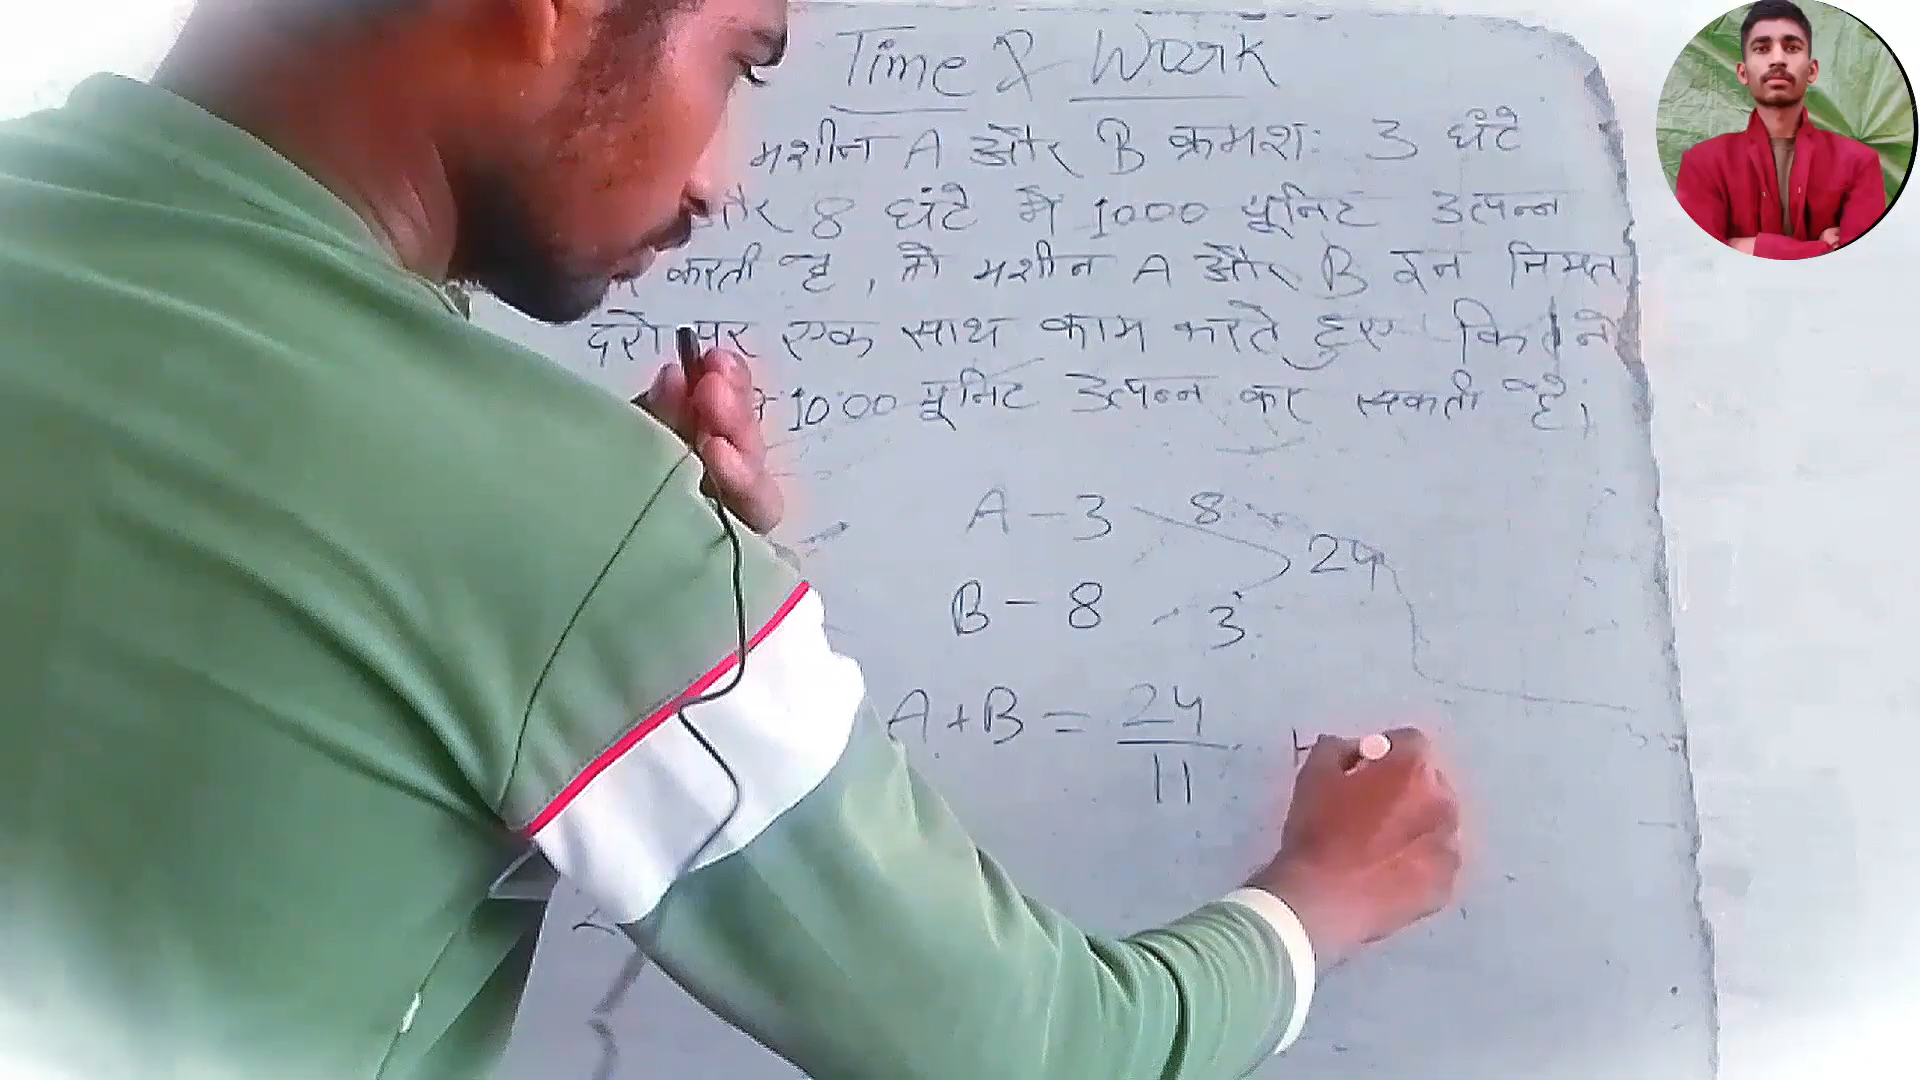 Time & Work
मशीन A और B क्रमशः 3 घंटे
और 8 घंटे मे 1000 यूनिट उत्पन्न
करती है, तो मशीन A और B इन नियत
दरो पर एक साथ काम करते हुए कितने
1000 यूनिट उत्पन्न कर सकती है;
A - 3 8
24
B - 8 3
A + B = 24
11